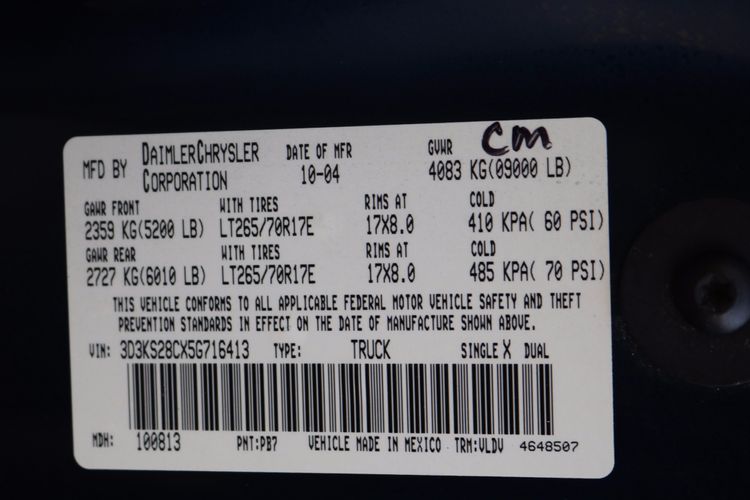 CM
MFD BY DAIMLERCHRYSLER CORPORATION DATE OF MFR 10-04 GVWR 4083 KG(09000 LB)
GAWR FRONT WITH TIRES RIMS AT COLD
2359 KG(5200 LB) LT265/70R17E 17X8.0 410 KPA( 60 PSI)
GAWR REAR WITH TIRES RIMS AT COLD
2727 KG(6010 LB) LT265/70R17E 17X8.0 485 KPA( 70 PSI)
THIS VEHICLE CONFORMS TO ALL APPLICABLE FEDERAL MOTOR VEHICLE SAFETY AND THEFT
PREVENTION STANDARDS IN EFFECT ON THE DATE OF MANUFACTURE SHOWN ABOVE.
VIN: 3D3KS28CX5G716413 TYPE: TRUCK SINGLE X DUAL
MDH: 100813 PNT:PB7 VEHICLE MADE IN MEXICO TRM:VLDV 4648507